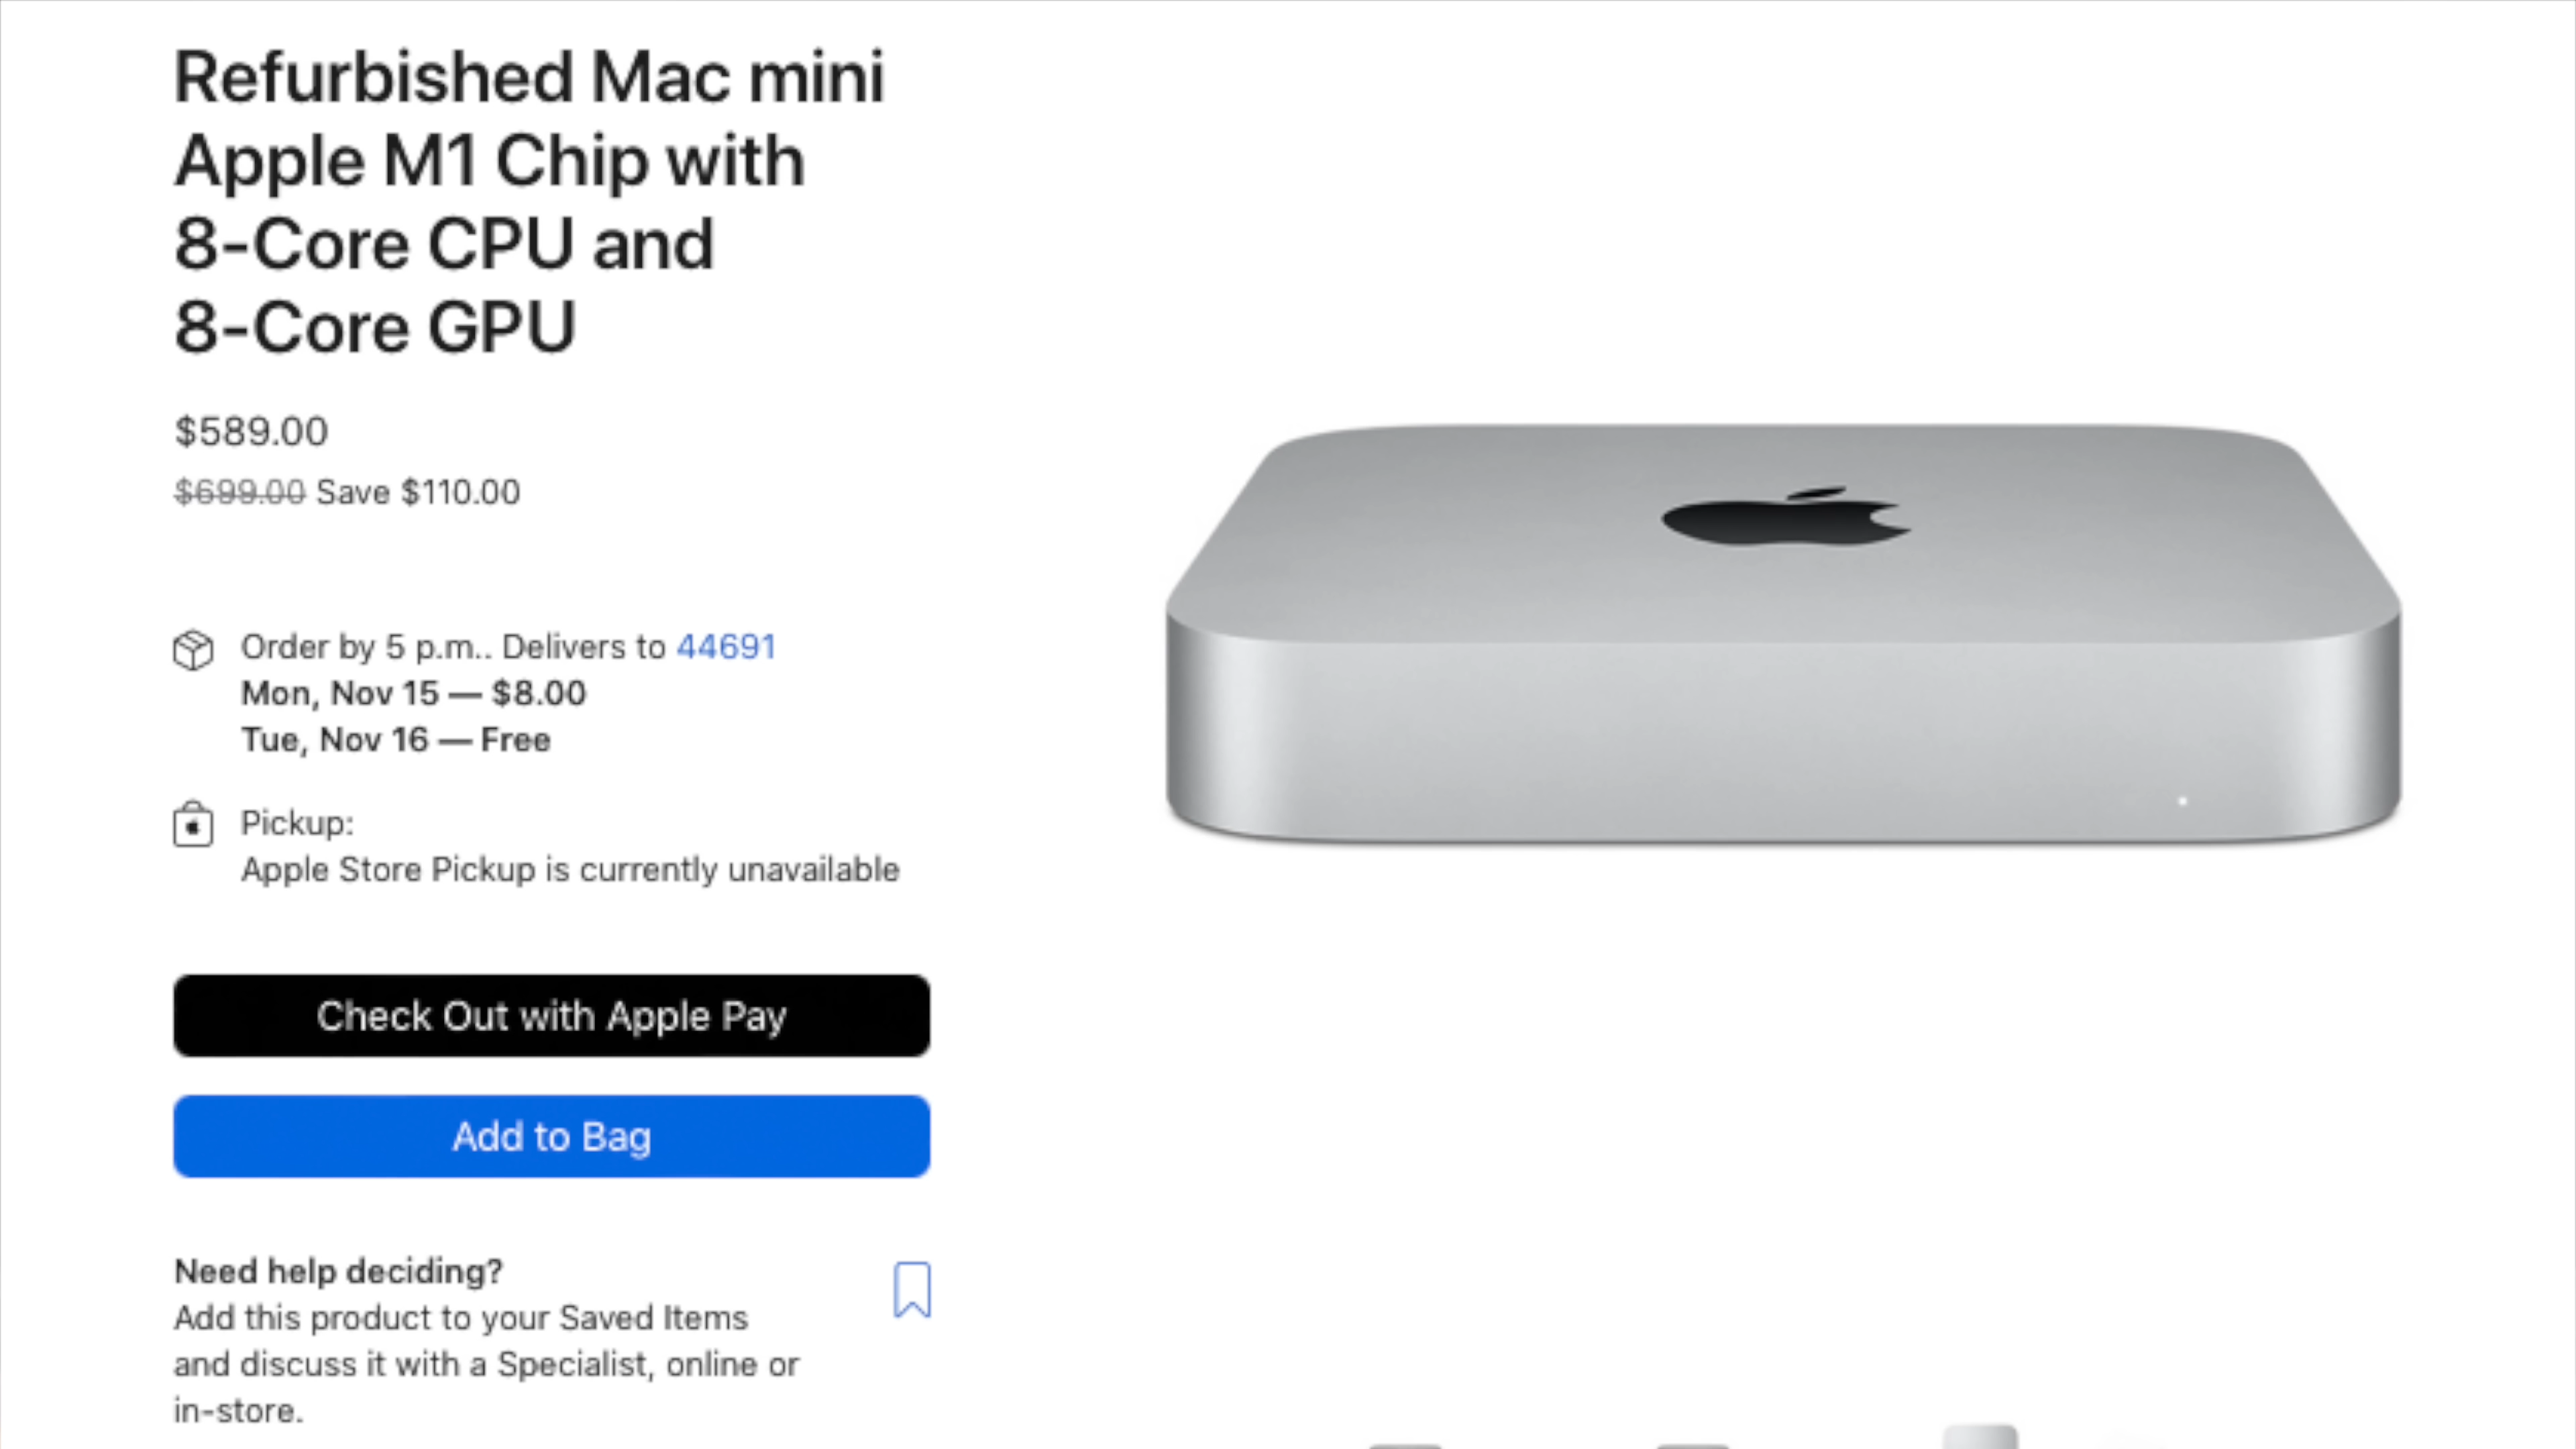 Refurbished Mac mini
Apple M1 Chip with
8-Core CPU and
8-Core GPU
$589.00
$699.00 Save $110.00
Order by 5 p.m.. Delivers to 44691
Mon, Nov 15 — $8.00
Tue, Nov 16 — Free
Pickup:
Apple Store Pickup is currently unavailable
Check Out with Apple Pay
Add to Bag
Need help deciding?
Add this product to your Saved Items
and discuss it with a Specialist, online or
in-store.